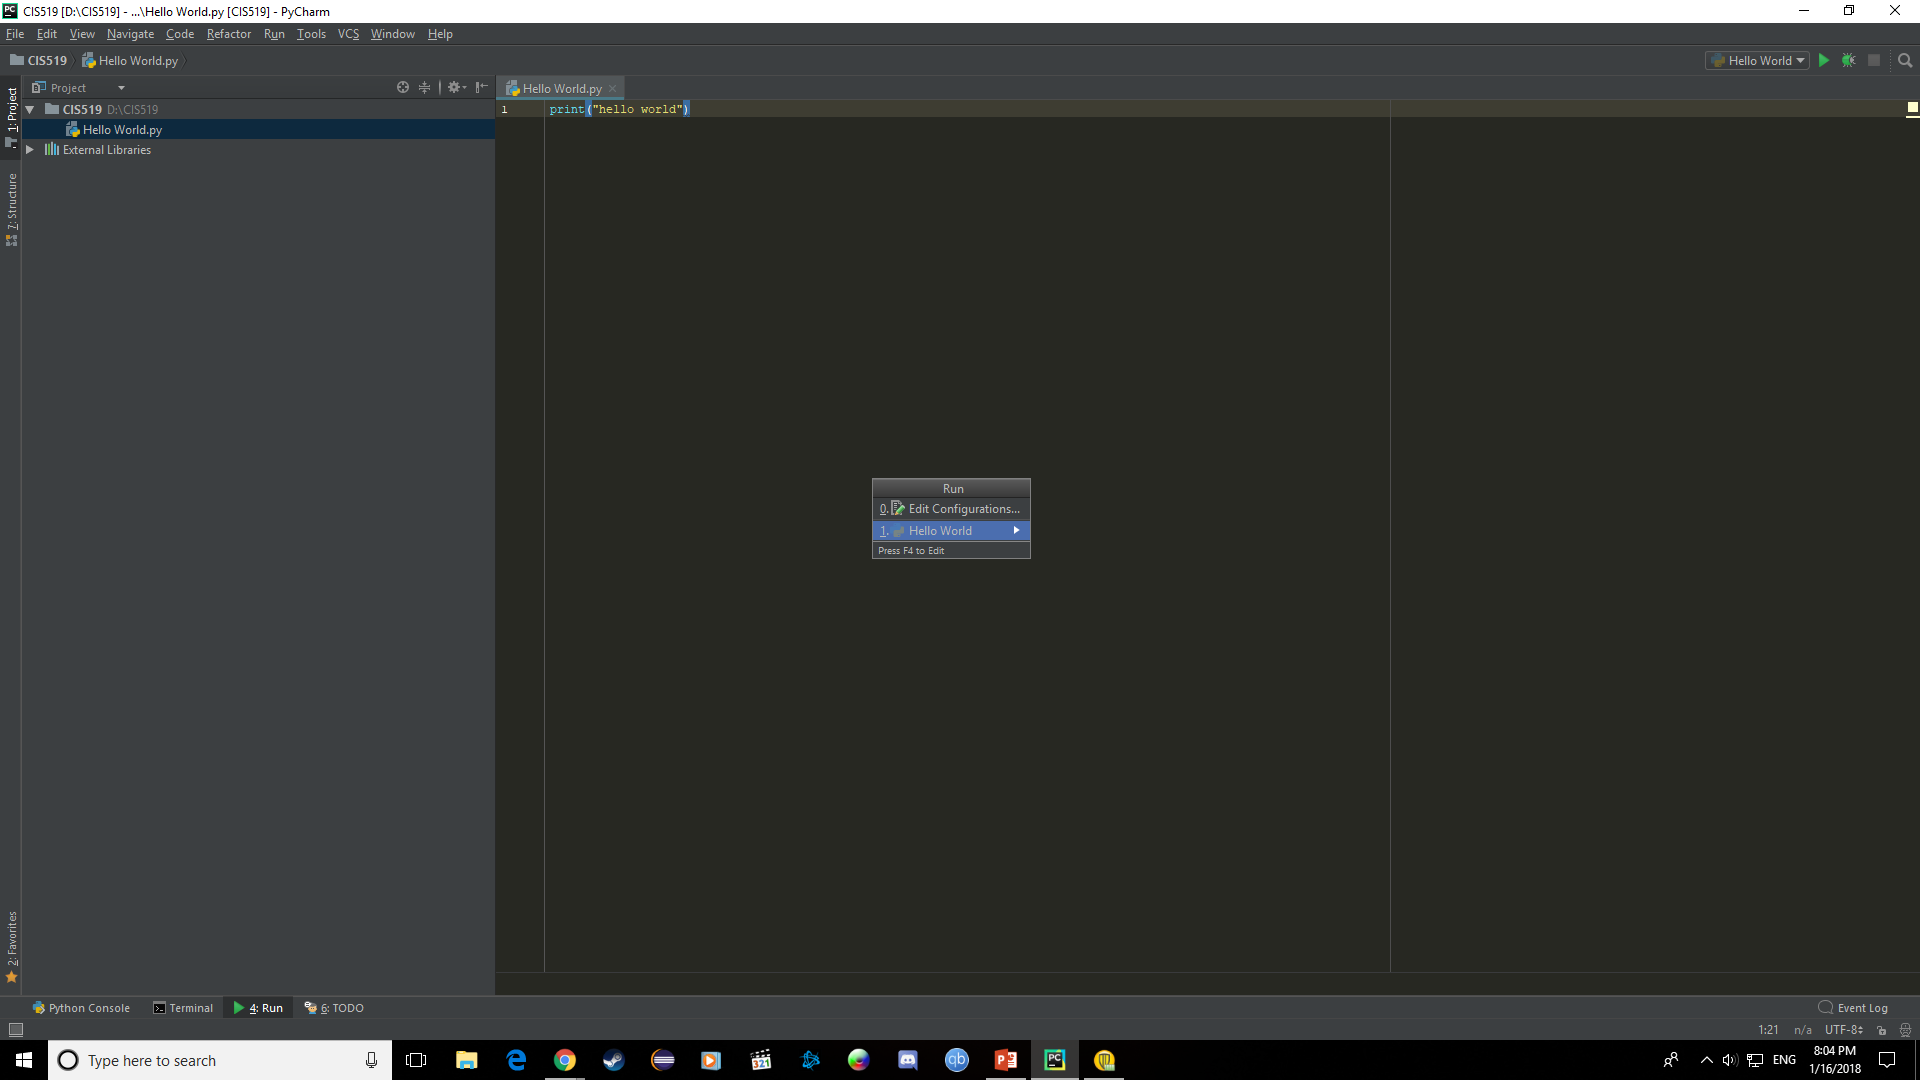 CIS519 [D:\CIS519] - ...\Hello World.py [CIS519] - PyCharm
File Edit View Navigate Code Refactor Run Tools VCS Window Help
CIS519 Hello World.py
Hello World
1: Project
Project
Hello World.py
CIS519 D:\CIS519
1 print("hello world")
Hello World.py
External Libraries
7: Structure
Run
0. Edit Configurations...
1. Hello World
Press F4 to Edit
2: Favorites
Python Console Terminal 4: Run 6: TODO Event Log
1:21 n/a UTF-8
Type here to search
321
qb
PC
ENG
8:04 PM
1/16/2018